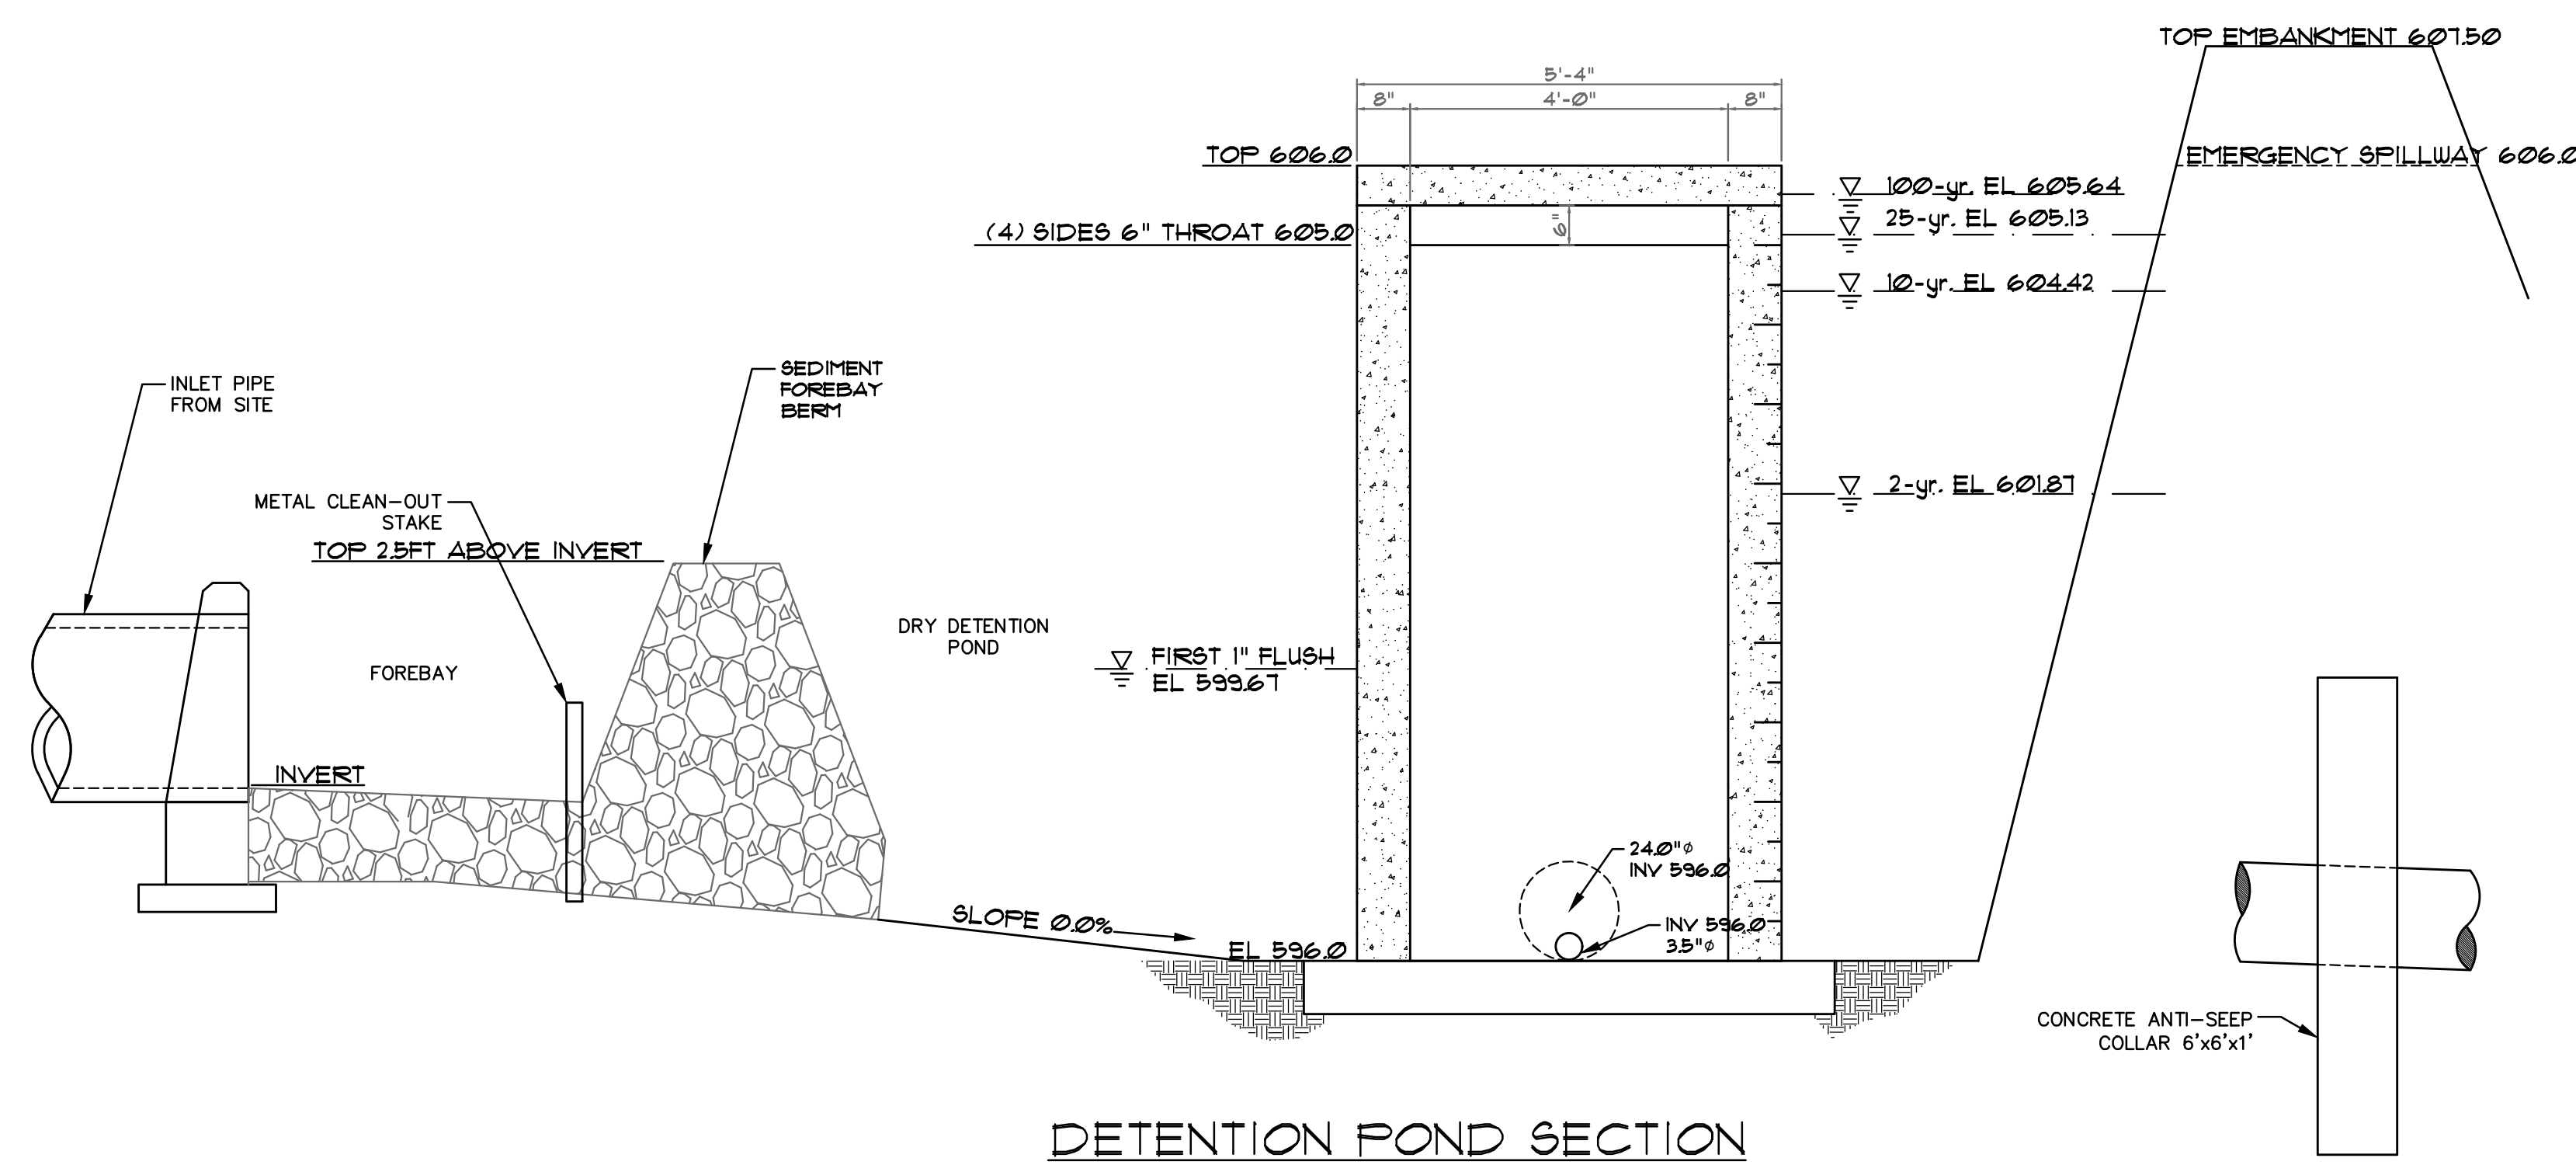 TOP EMBANKMENT 607.50
5'-4"
8"
4'-0"
8"
TOP 606.0
EMERGENCY SPILLWAY 606.0
100-yr. EL 605.64
25-yr. EL 605.13
(4) SIDES 6" THROAT 605.0
6"
10-yr. EL 604.42
INLET PIPE
FROM SITE
SEDIMENT
FOREBAY
BERM
METAL CLEAN-OUT
STAKE
TOP 2.5FT ABOVE INVERT
2-yr. EL 601.87
DRY DETENTION
POND
FOREBAY
FIRST 1" FLUSH
EL 599.67
INVERT
24.0"ø
INV 596.0
SLOPE 0.0%
INV 596.0
3.5"ø
EL 596.0
CONCRETE ANTI-SEEP
COLLAR 6'x6'x1'
DETENTION POND SECTION